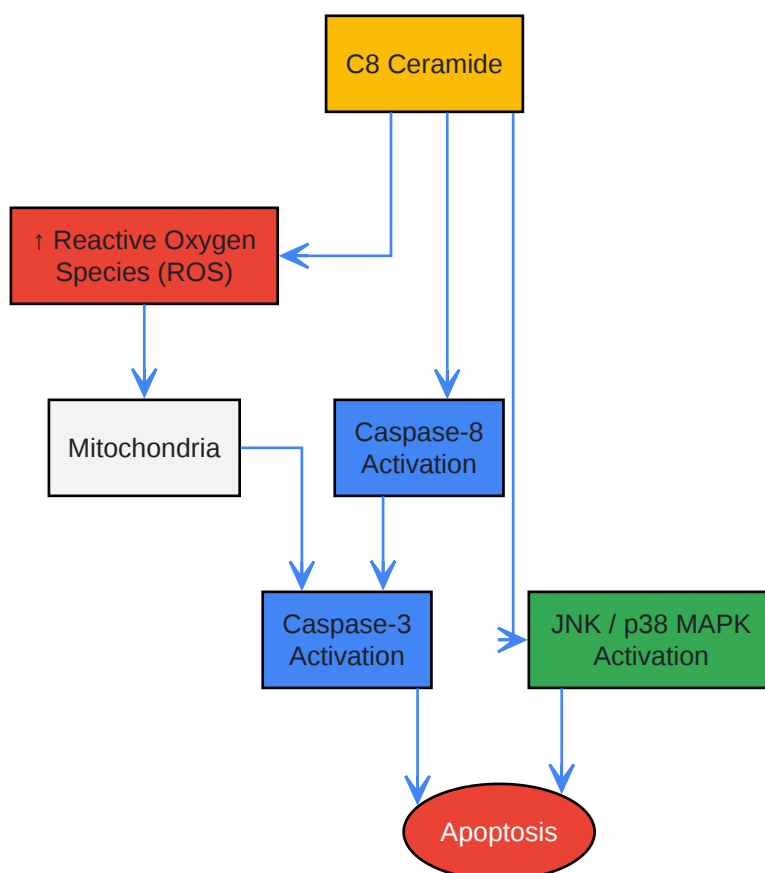 C8 Ceramide
↑ Reactive Oxygen
Species (ROS)
Mitochondria
Caspase-8
Activation
Caspase-3
Activation
JNK / p38 MAPK
Activation
Apoptosis